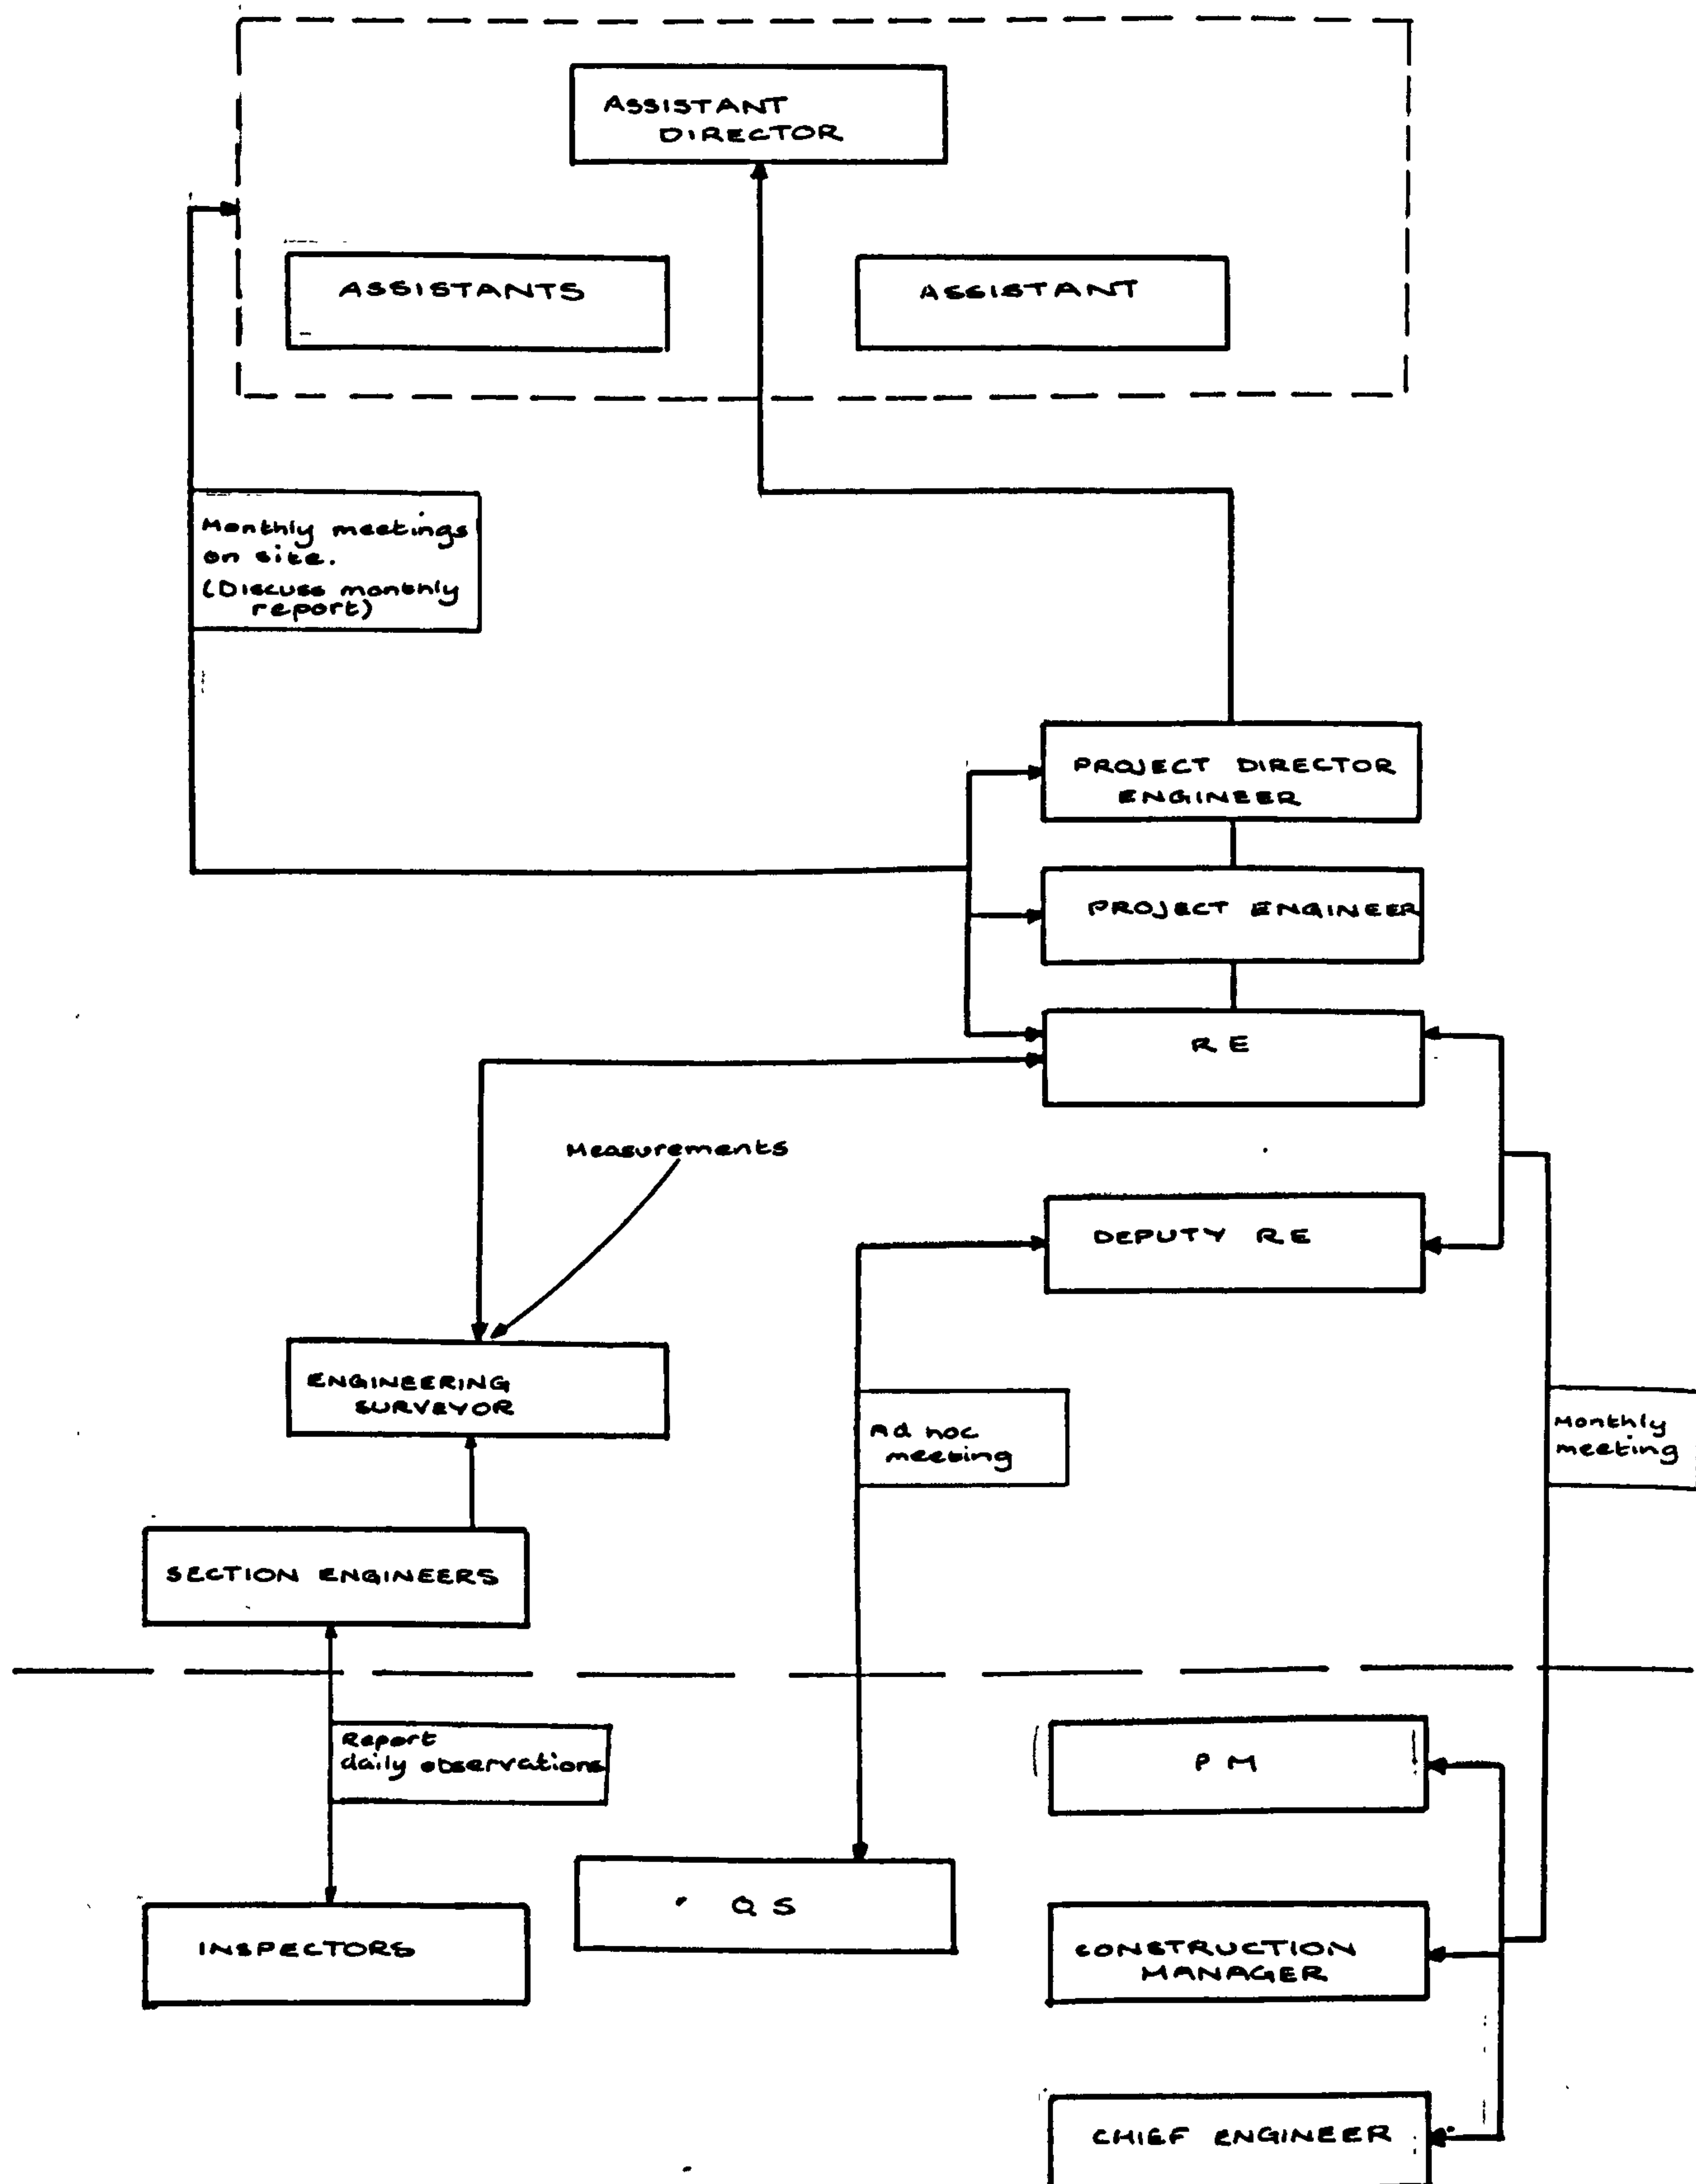 ASSISTANT
DIRECTOR
ASSISTANTS
ASSISTANT
Monthly meetings
on site.
(Discuss monthly
report)
PROJECT DIRECTOR
ENGINEER
PROJECT ENGINEER
RE
Measurements
DEPUTY RE
ENGINEERING
SURVEYOR
Ad hoc
meeting
Monthly
meeting
SECTION ENGINEERS
Report
daily observations
PM
QS
INSPECTORS
CONSTRUCTION
MANAGER
CHIEF ENGINEER